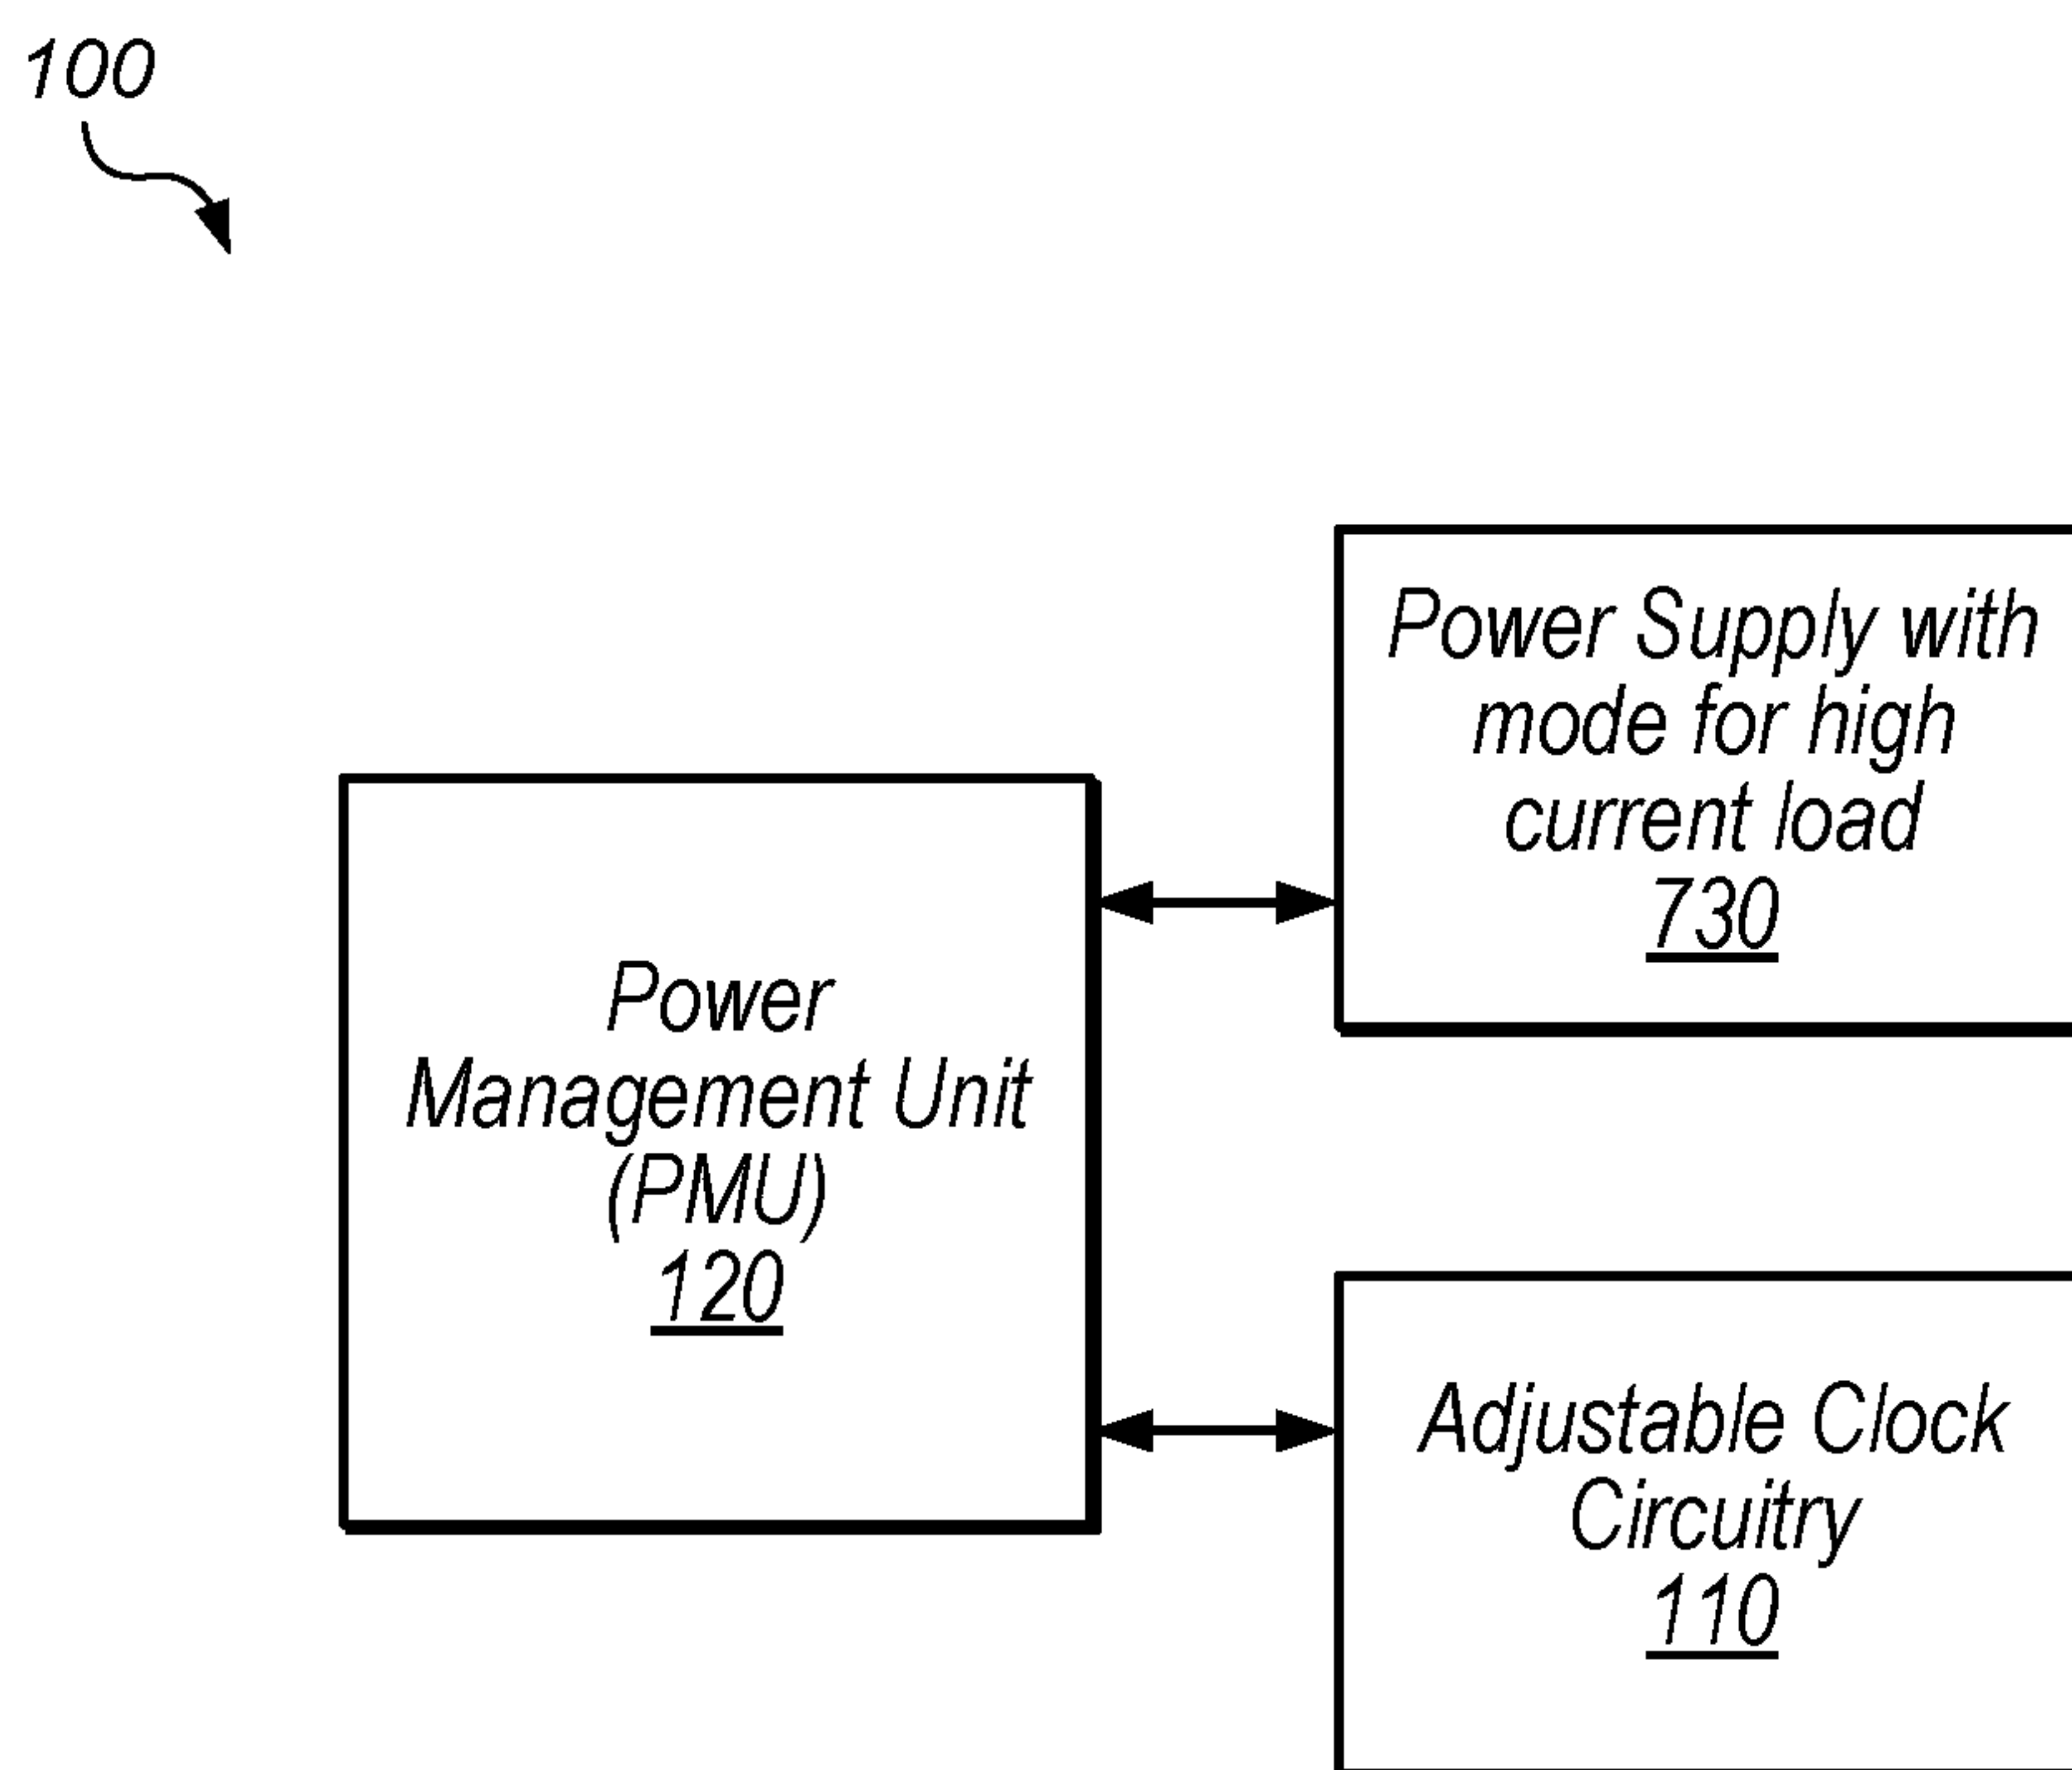 100
Power Supply with
mode for high
current load
730
Power
Management Unit
(PMU)
120
Adjustable Clock
Circuitry
110